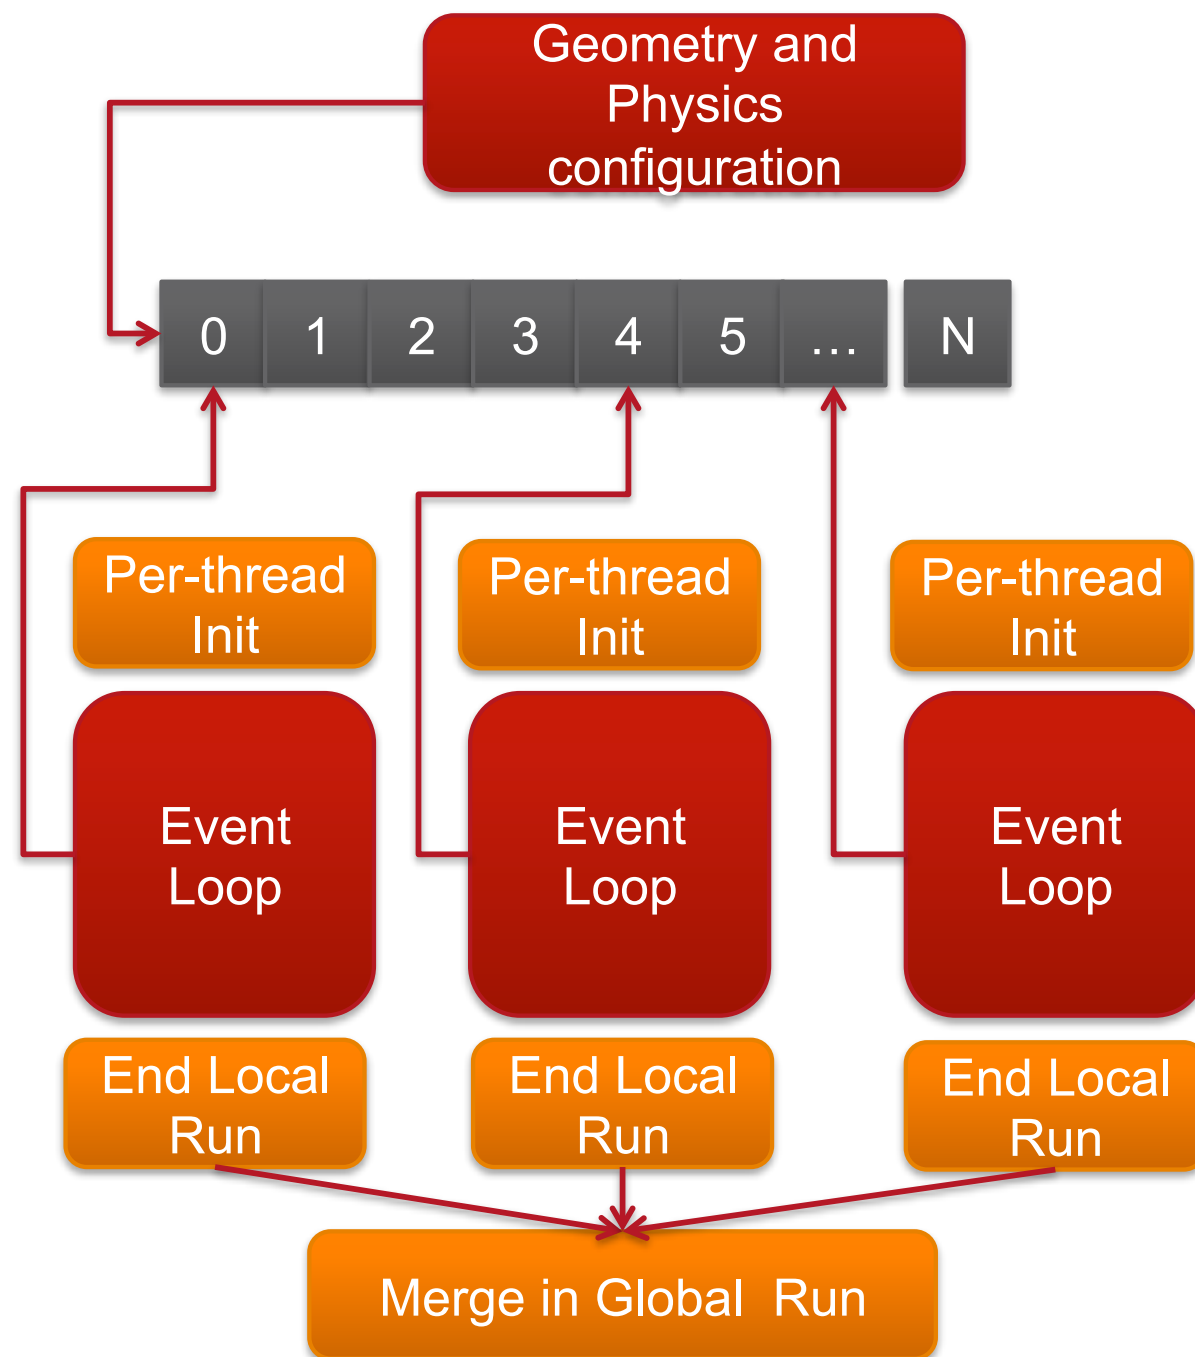 Geometry and
Physics
configuration
0 1 2 3 4 5 … N
Per-thread
Init
Per-thread
Init
Per-thread
Init
Event
Loop
Event
Loop
Event
Loop
End Local
Run
End Local
Run
End Local
Run
Merge in Global Run